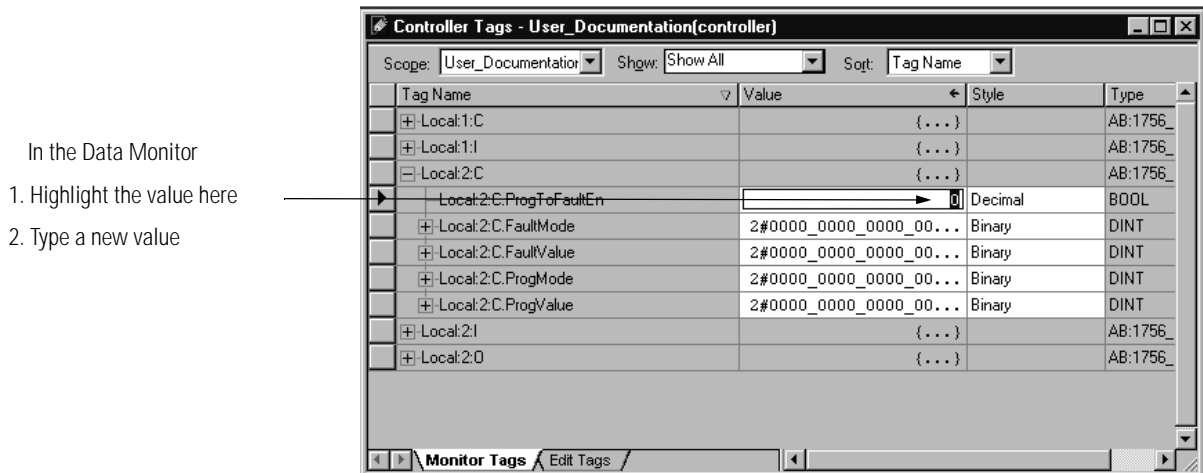 Controller Tags - User_Documentation(controller)
Scope: User_Documentation Show: Show All Sort: Tag Name
Tag Name Value Style Type
Local:1:C {...} AB:1756_
Local:1:I {...} AB:1756_
In the Data Monitor
Local:2:C {...} AB:1756_
1. Highlight the value here
Local:2:C.ProgToFaultEn 0 Decimal BOOL
2. Type a new value
Local:2:C.FaultMode 2#0000_0000_0000_00... Binary DINT
Local:2:C.FaultValue 2#0000_0000_0000_00... Binary DINT
Local:2:C.ProgMode 2#0000_0000_0000_00... Binary DINT
Local:2:C.ProgValue 2#0000_0000_0000_00... Binary DINT
Local:2:I {...} AB:1756_
Local:2:O {...} AB:1756_
Monitor Tags Edit Tags